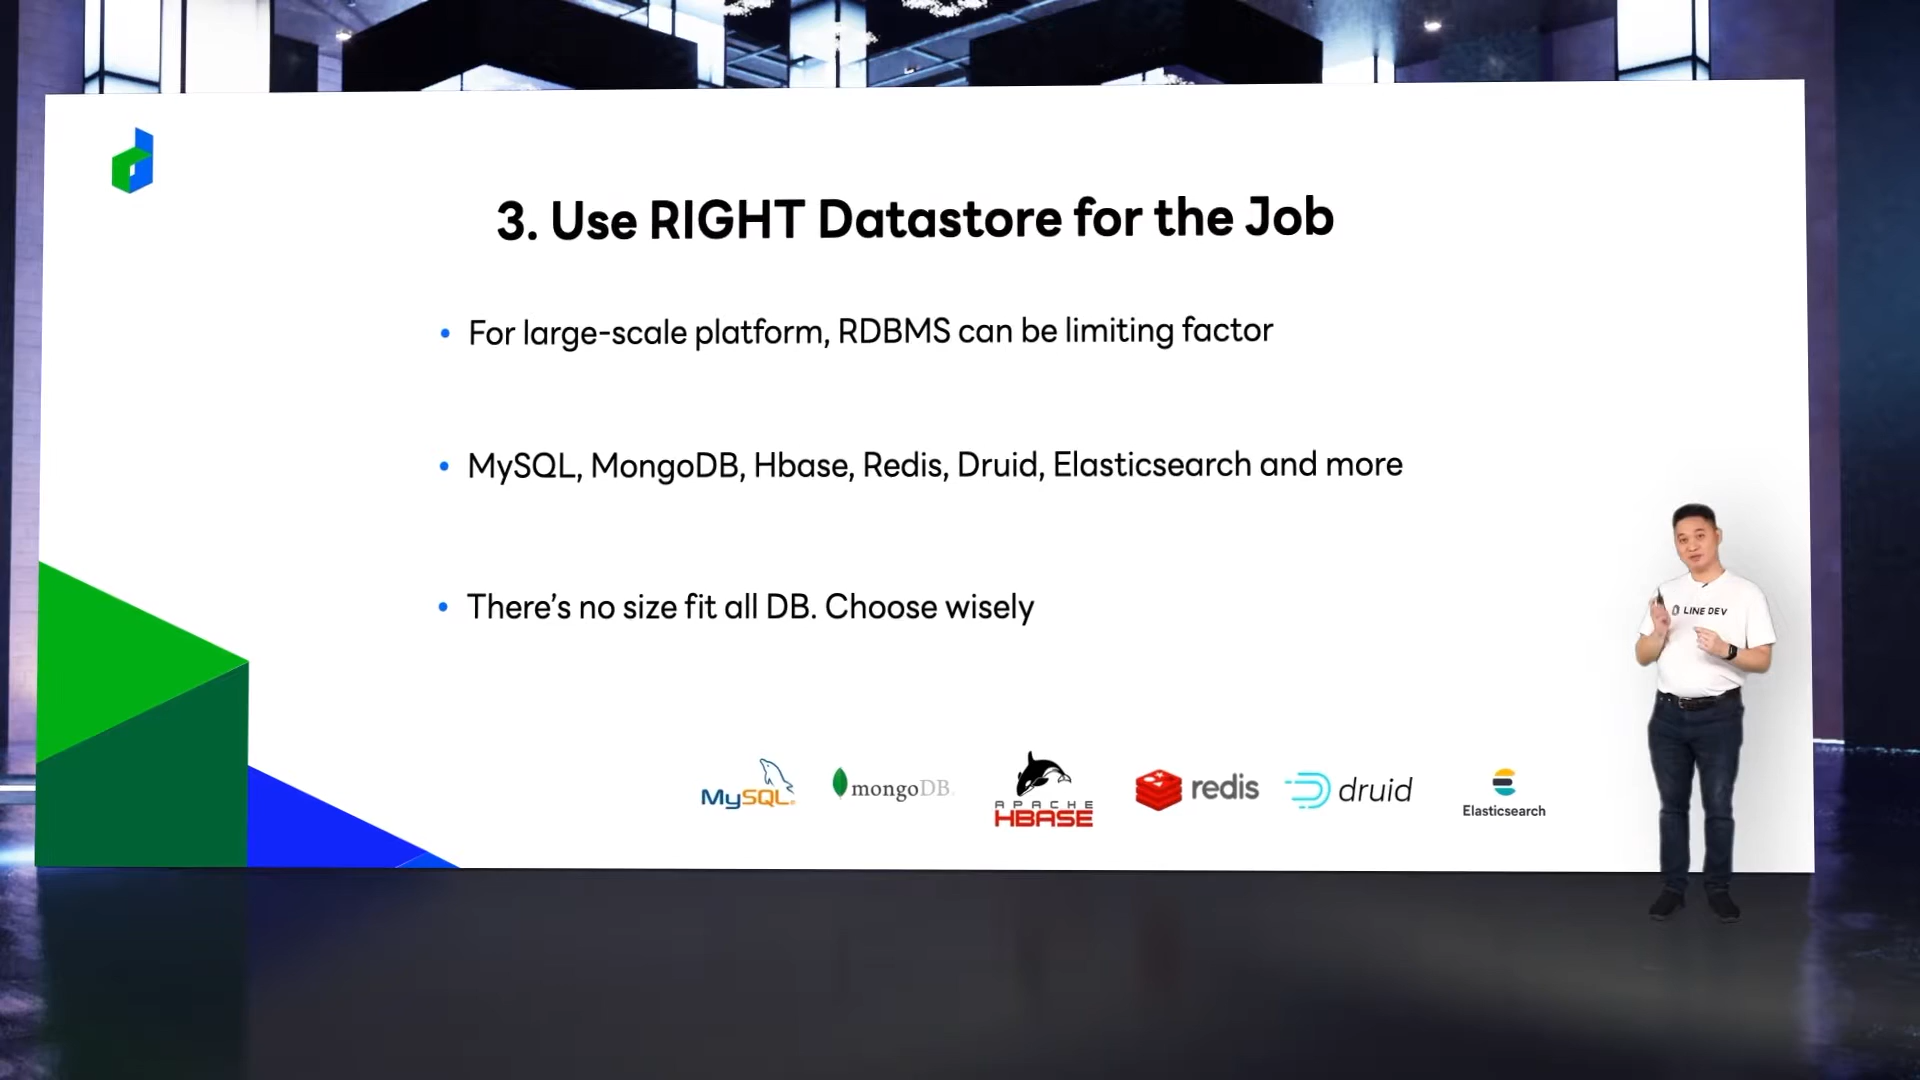 3. Use RIGHT Datastore for the Job
• For large-scale platform, RDBMS can be limiting factor
• MySQL, MongoDB, Hbase, Redis, Druid, Elasticsearch and more
• There's no size fit all DB. Choose wisely
LINE DEV
MySQL
mongoDB
APACHE
HBASE
redis
druid
Elasticsearch